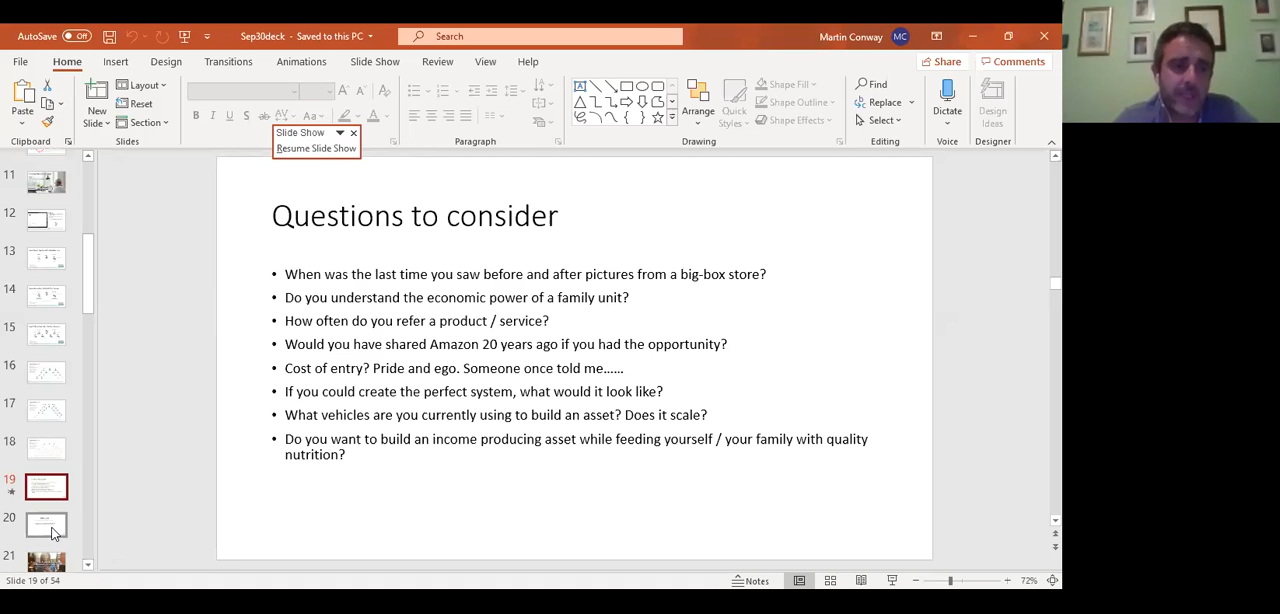 AutoSave Off Sep30deck - Saved to this PC Search Martin Conway MC
File Home Insert Design Transitions Animations Slide Show Review View Help Share Comments
Paste New Slide Layout Reset Section Arrange Quick Styles Shape Fill Shape Outline Shape Effects Find Replace Select Dictate Design Ideas
B I U S ab AV Aa A
Clipboard Slides Paragraph Drawing Editing Voice Designer
Slide Show
Resume Slide Show
11
12
13
14
15
16
17
18
19
20
21
Questions to consider
• When was the last time you saw before and after pictures from a big-box store?
• Do you understand the economic power of a family unit?
• How often do you refer a product / service?
• Would you have shared Amazon 20 years ago if you had the opportunity?
• Cost of entry? Pride and ego. Someone once told me......
• If you could create the perfect system, what would it look like?
• What vehicles are you currently using to build an asset? Does it scale?
• Do you want to build an income producing asset while feeding yourself / your family with quality
nutrition?
Slide 19 of 54 Notes 72%